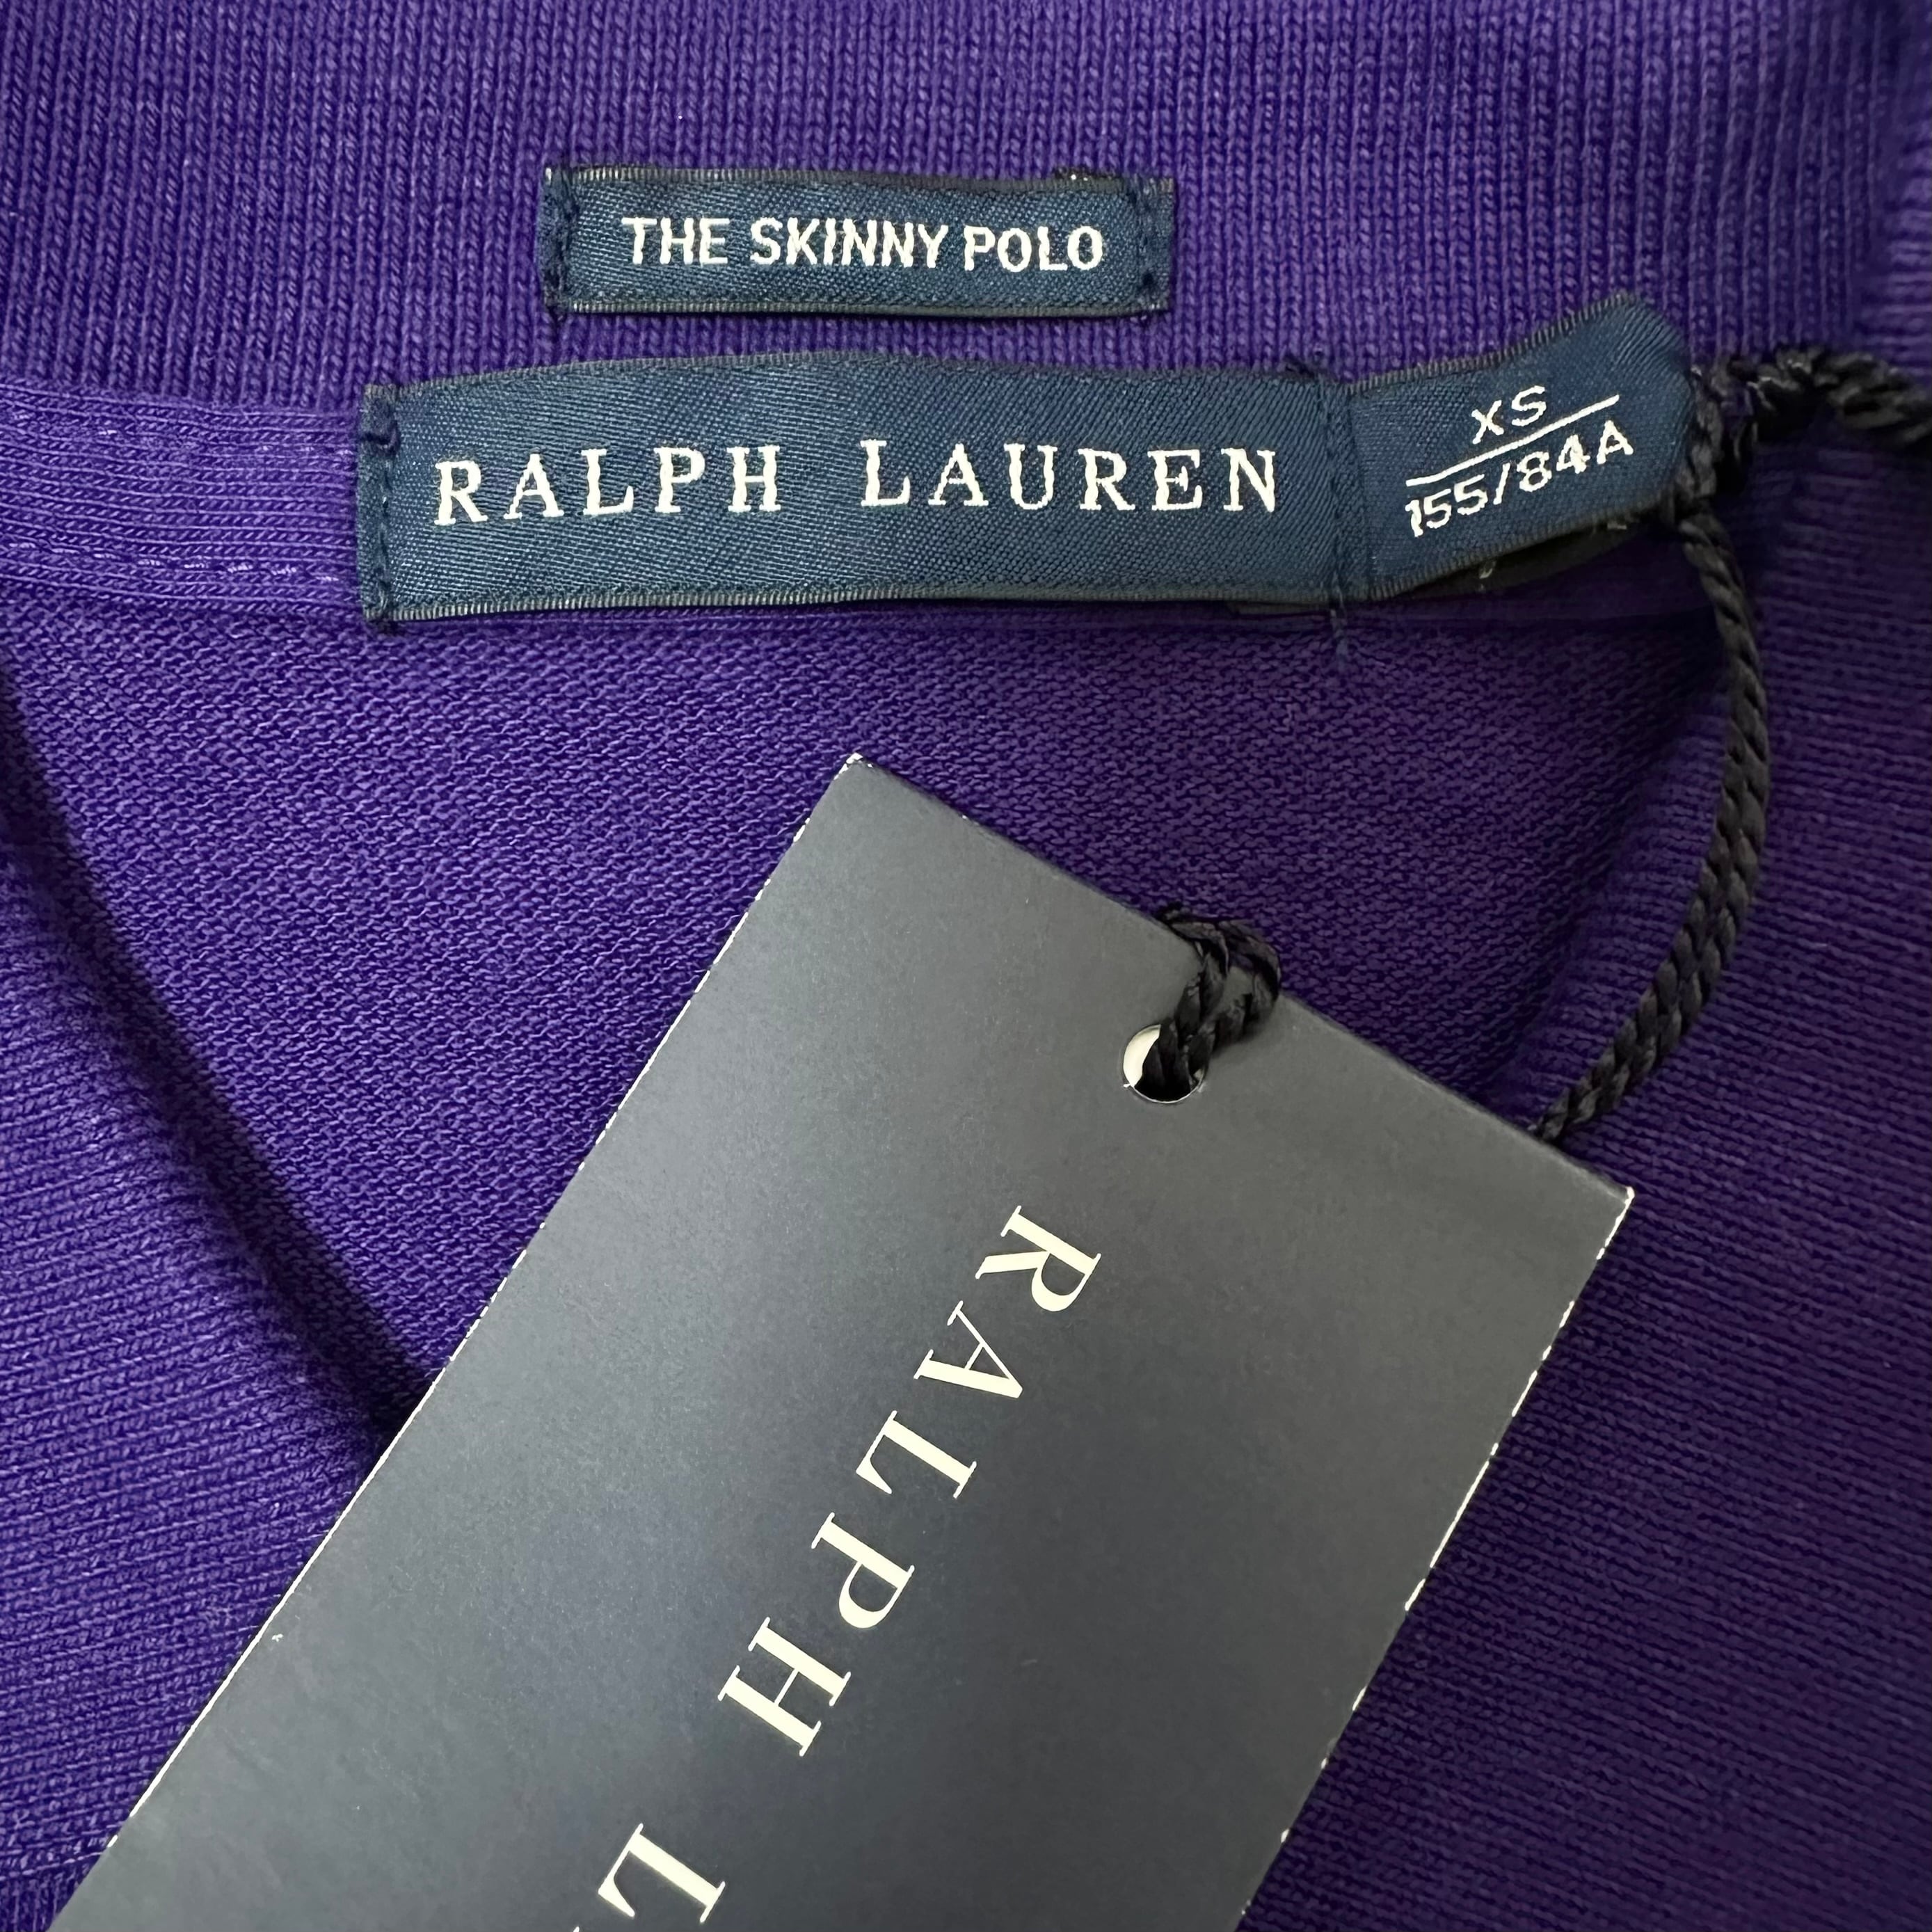 THE SKINNY POLO
RALPH LAUREN
XS
155/84A
RALPH L